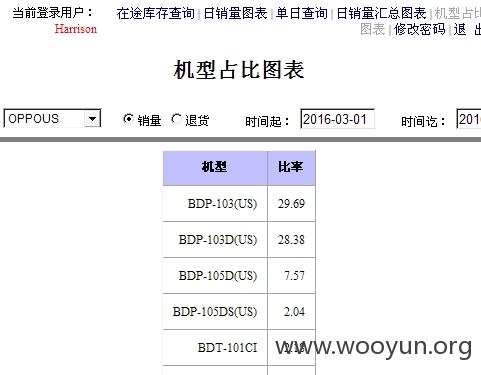 当前登录用户： 在途库存查询 | 日销量图表 | 单日查询 | 日销量汇总图表 | 机型占比
Harrison 图表 | 修改密码 | 退 出
机型占比图表
OPPOUS 销量 退货 时间起： 2016-03-01 时间讫： 2016
机型 比率
BDP-103(US) 29.69
BDP-103D(US) 28.38
BDP-105D(US) 7.57
BDP-105DS(US) 2.04
BDT-101CI
www.wooyun.org